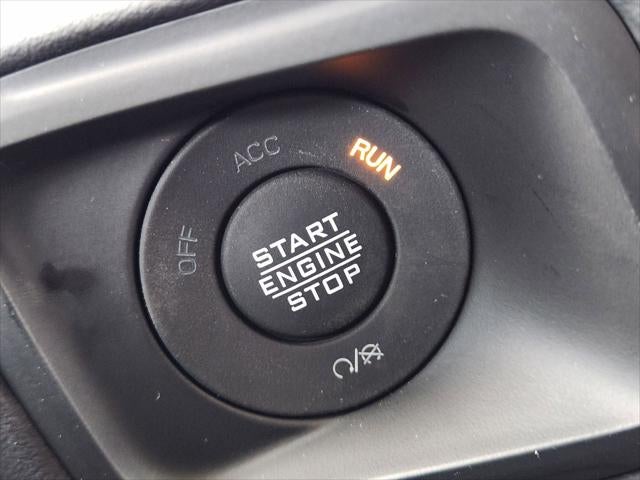 ACC
RUN
OFF
START
ENGINE
STOP